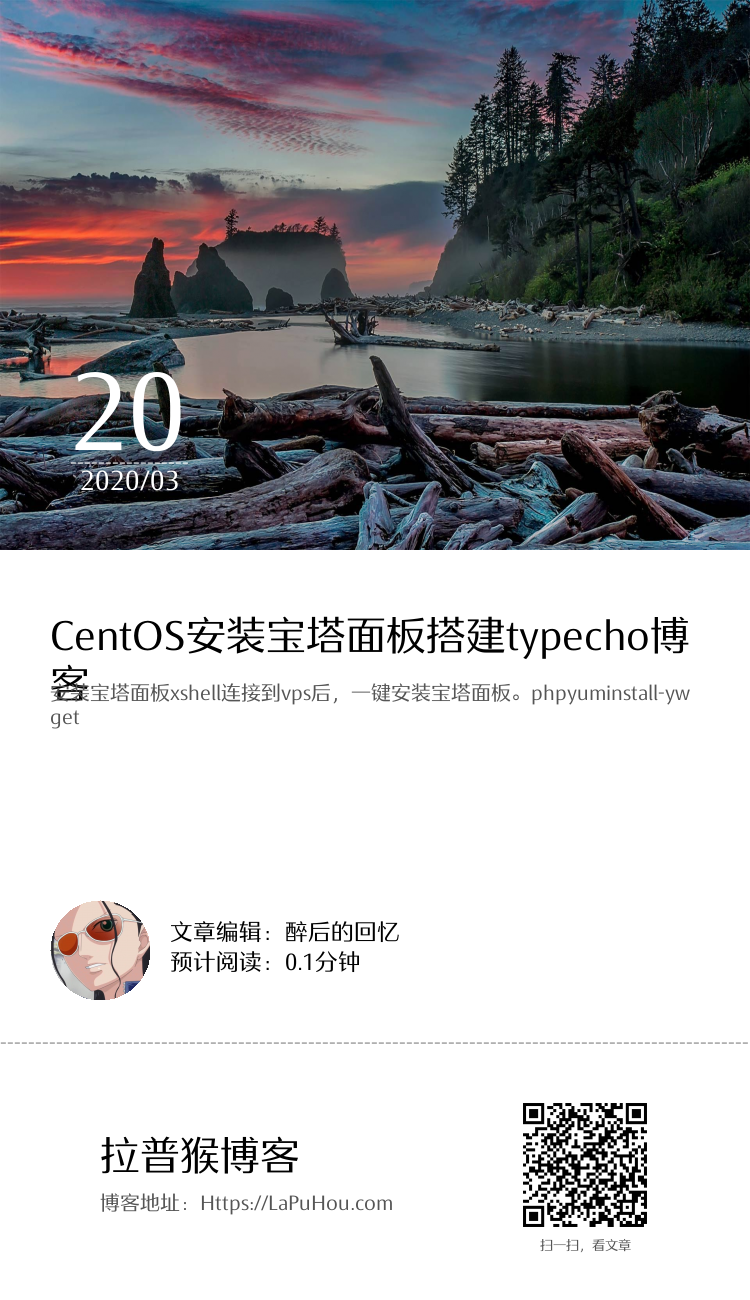 20
2020/03
CentOS安装宝塔面板搭建typecho博
客
安装宝塔面板xshell连接到vps后，一键安装宝塔面板。phpyuminstall-yw
get
文章编辑：醉后的回忆
预计阅读：0.1分钟
拉普猴博客
博客地址：Https://LaPuHou.com
扫一扫，看文章